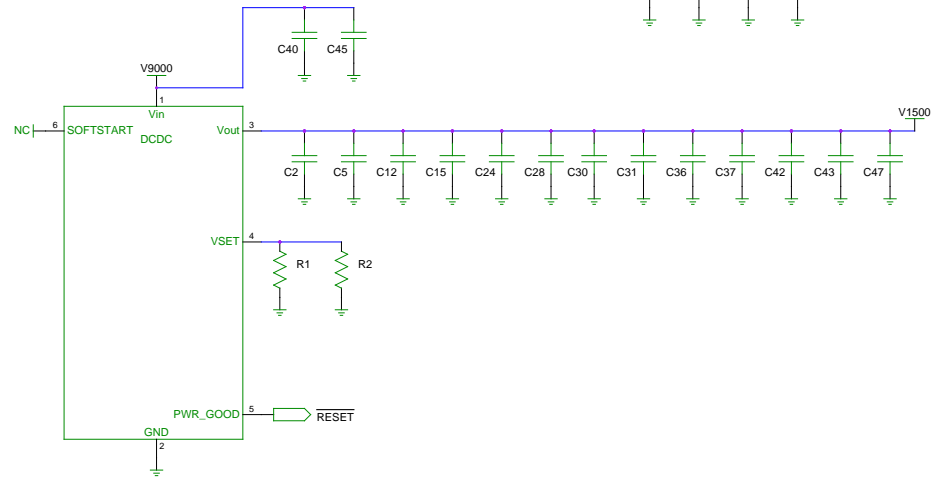 C40 C45
V9000
1
Vin
V1500
NC 6 SOFTSTART Vout 3
DCDC
C2 C5 C12 C15 C24 C28 C30 C31 C36 C37 C42 C43 C47
VSET 4
R1 R2
PWR_GOOD 5 RESET
GND
2